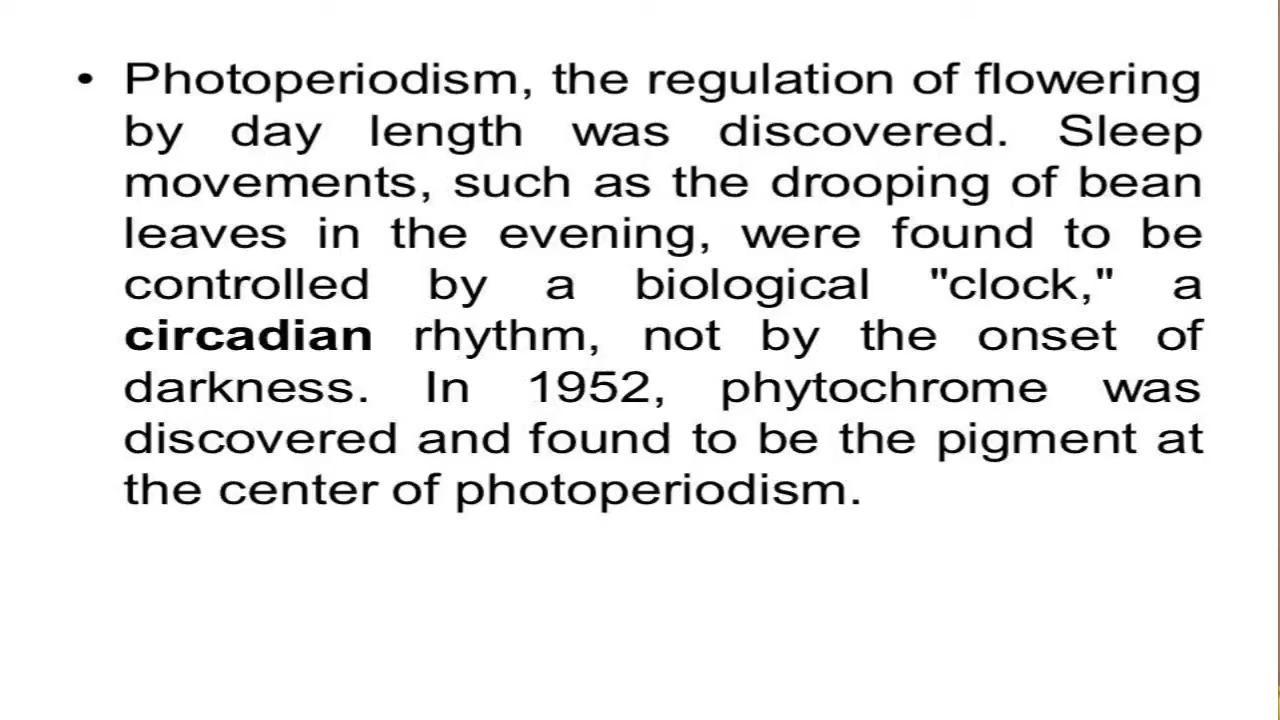 • Photoperiodism, the regulation of flowering
by day length was discovered. Sleep
movements, such as the drooping of bean
leaves in the evening, were found to be
controlled by a biological "clock," a
circadian rhythm, not by the onset of
darkness. In 1952, phytochrome was
discovered and found to be the pigment at
the center of photoperiodism.